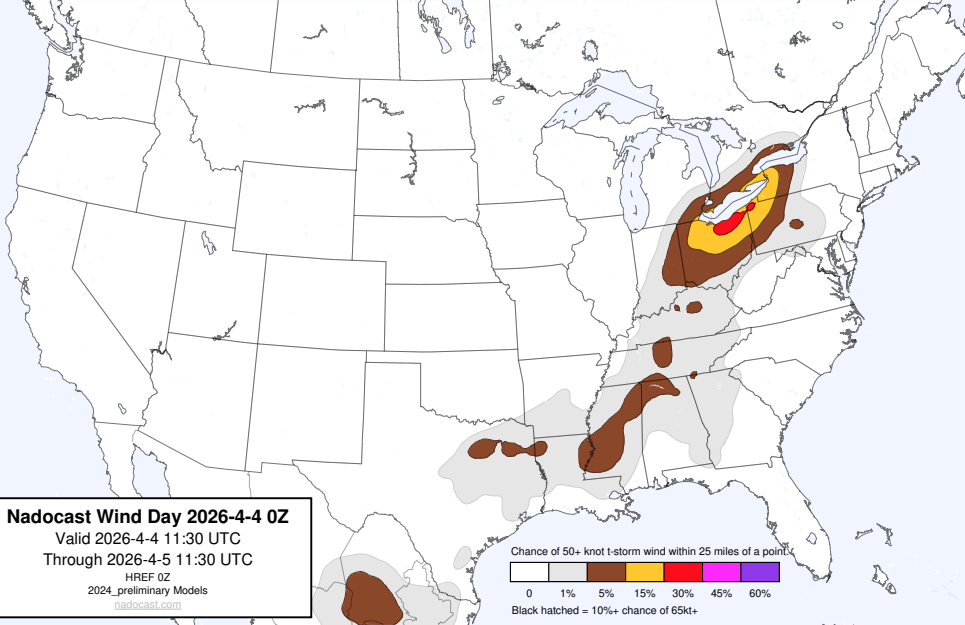 Nadocast Wind Day 2026-4-4 0Z
Valid 2026-4-4 11:30 UTC
Through 2026-4-5 11:30 UTC
HREF 0Z
2024_preliminary Models
nadocast.com
Chance of 50+ knot t-storm wind within 25 miles of a point.
0 1% 5% 15% 30% 45% 60%
Black hatched = 10%+ chance of 65kt+